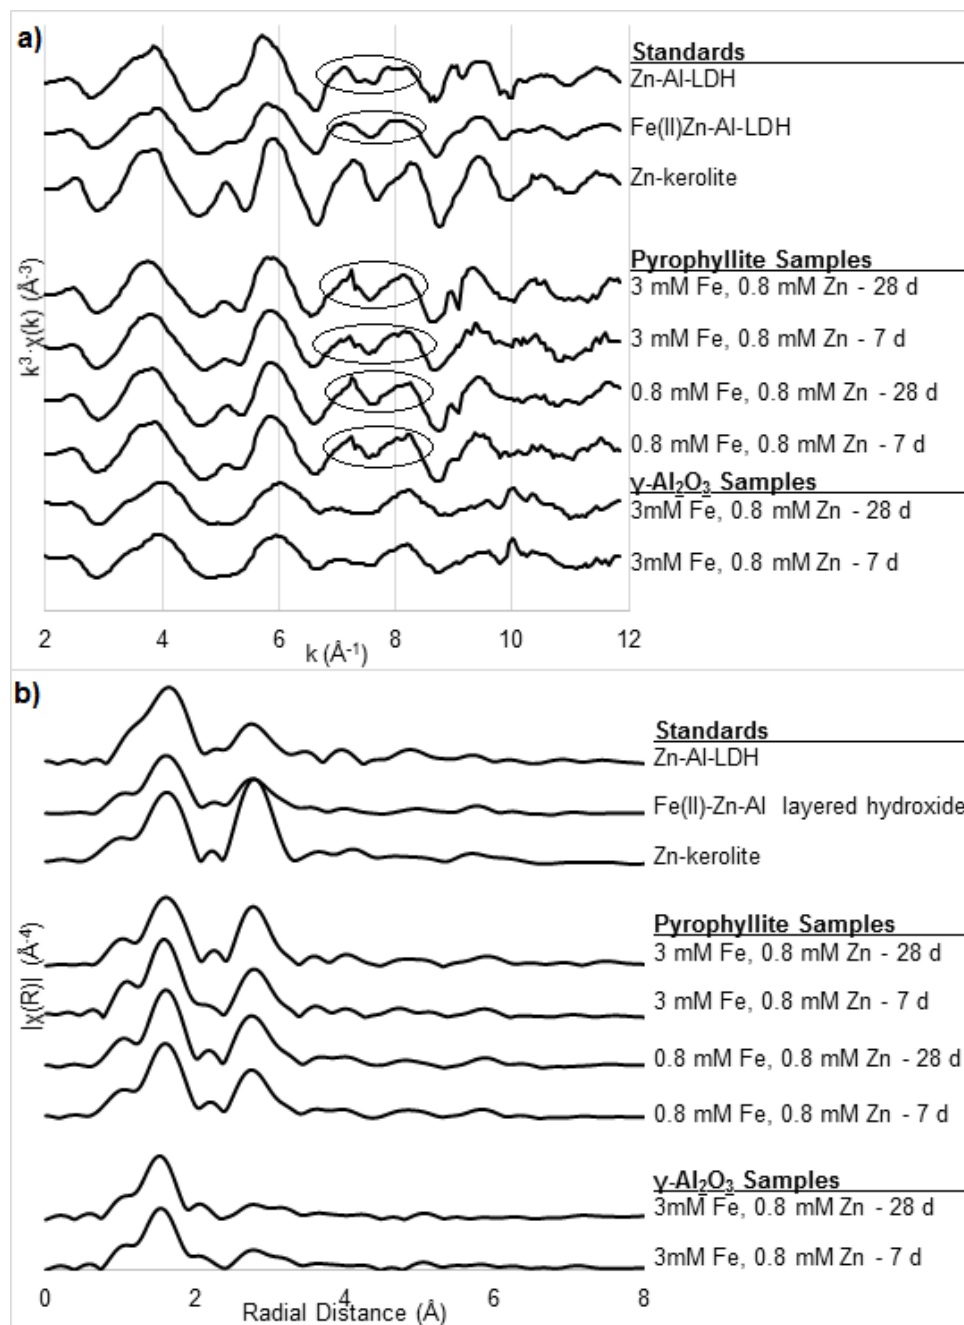 a)
Standards
Zn-Al-LDH
Fe(II)Zn-Al-LDH
Zn-kerolite
Pyrophyllite Samples
3 mM Fe, 0.8 mM Zn - 28 d
3 mM Fe, 0.8 mM Zn - 7 d
0.8 mM Fe, 0.8 mM Zn - 28 d
0.8 mM Fe, 0.8 mM Zn - 7 d
γ-Al2O3 Samples
3mM Fe, 0.8 mM Zn - 28 d
3mM Fe, 0.8 mM Zn - 7 d
k³·χ(k) (Å⁻³)
2 4 6 8 10 12
k (Å⁻¹)
b)
Standards
Zn-Al-LDH
Fe(II)-Zn-Al layered hydroxide
Zn-kerolite
Pyrophyllite Samples
3 mM Fe, 0.8 mM Zn - 28 d
3 mM Fe, 0.8 mM Zn - 7 d
0.8 mM Fe, 0.8 mM Zn - 28 d
0.8 mM Fe, 0.8 mM Zn - 7 d
γ-Al2O3 Samples
3mM Fe, 0.8 mM Zn - 28 d
3mM Fe, 0.8 mM Zn - 7 d
|χ(R)| (Å⁻⁴)
0 2 4 6 8
Radial Distance (Å)